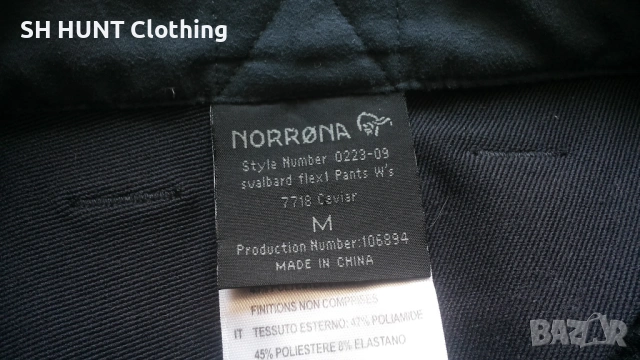 SH HUNT Clothing
NORRØNA
Style Number 0223-09
svalbard flex1 Pants W's
7718 Caviar
M
Production Number:106894
MADE IN CHINA
FINITIONS NON COMPRISES
IT TESSUTO ESTERNO: 47% POLIAMIDE
45% POLIESTERE 8% ELASTANO
BAZAR